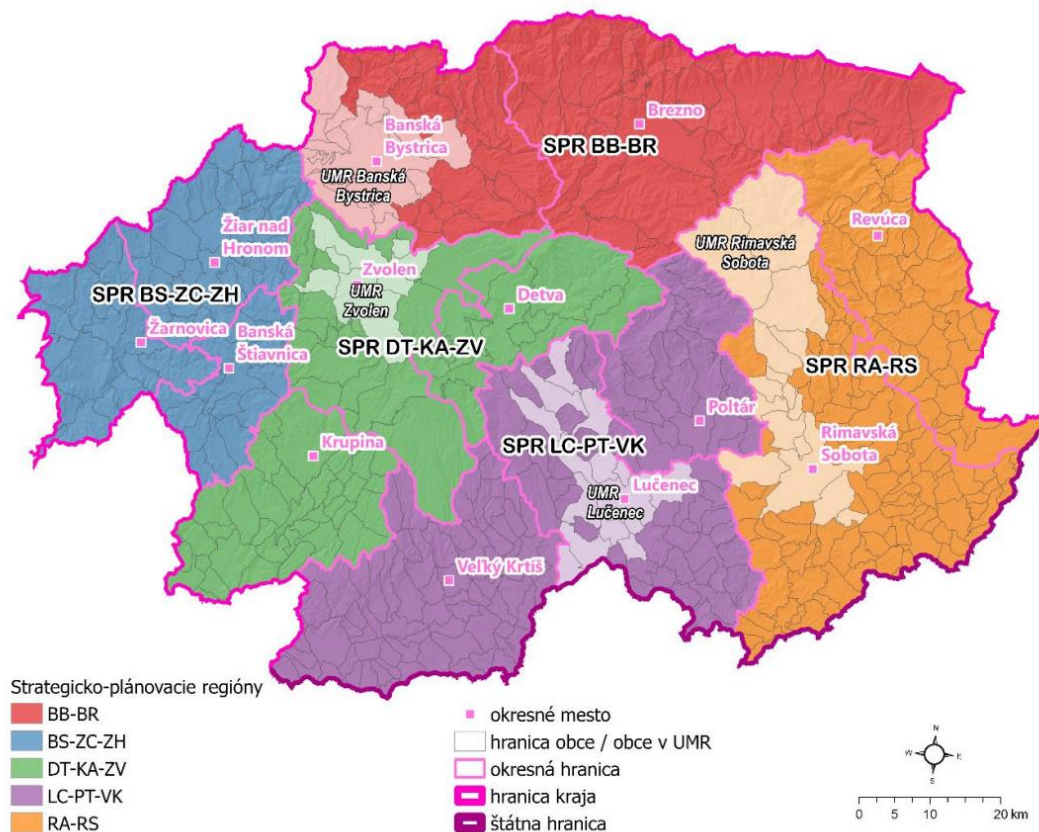 Brezno
Banská
Bystrica
SPR BB-BR
UMR Banská
Bystrica
Revúca
Žiar nad
Hronom
UMR Rimavská
Sobota
Zvolen
UMR
Zvolen
SPR BS-ZC-ZH
Detva
Žarnovica
Banská
Štiavnica
SPR DT-KA-ZV
SPR RA-RS
Poltár
SPR LC-PT-VK
Krupina
Rimavská
Sobota
Lučenec
UMR
Lučenec
Veľký Krtíš
Strategicko-plánovacie regióny
BB-BR
BS-ZC-ZH
DT-KA-ZV
LC-PT-VK
RA-RS
okresné mesto
hranica obce / obce v UMR
okresná hranica
hranica kraja
štátna hranica
N
W E
S
0 5 10 20 km